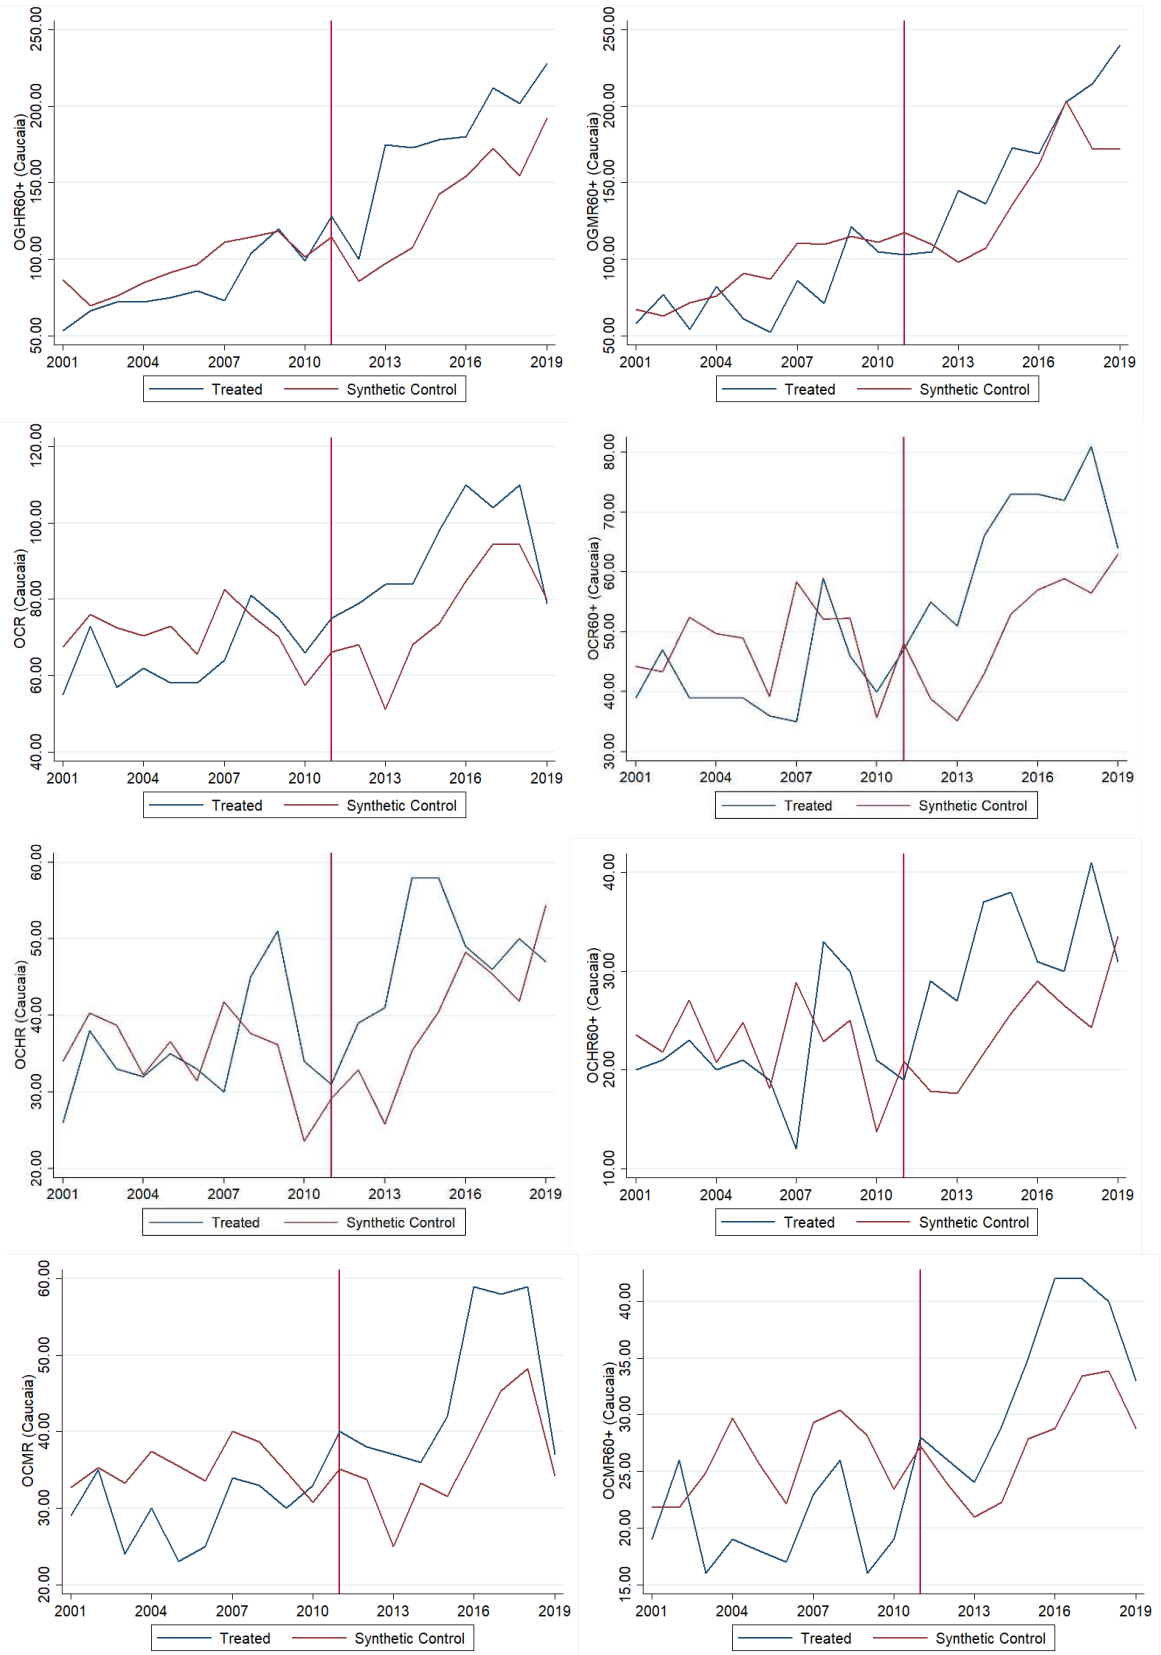 OGHR60+ (Caucaia)
250.00
200.00
150.00
100.00
50.00
2001 2004 2007 2010 2013 2016 2019
Treated Synthetic Control
OGMR60+ (Caucaia)
250.00
200.00
150.00
100.00
50.00
2001 2004 2007 2010 2013 2016 2019
Treated Synthetic Control
OCR (Caucaia)
120.00
100.00
80.00
60.00
40.00
2001 2004 2007 2010 2013 2016 2019
Treated Synthetic Control
OCR60+ (Caucaia)
80.00
70.00
60.00
50.00
40.00
30.00
2001 2004 2007 2010 2013 2016 2019
Treated Synthetic Control
OCHR (Caucaia)
60.00
50.00
40.00
30.00
20.00
2001 2004 2007 2010 2013 2016 2019
Treated Synthetic Control
OCHR60+ (Caucaia)
40.00
30.00
20.00
10.00
2001 2004 2007 2010 2013 2016 2019
Treated Synthetic Control
OCMR (Caucaia)
60.00
50.00
40.00
30.00
20.00
2001 2004 2007 2010 2013 2016 2019
Treated Synthetic Control
OCMR60+ (Caucaia)
40.00
35.00
30.00
25.00
20.00
15.00
2001 2004 2007 2010 2013 2016 2019
Treated Synthetic Control